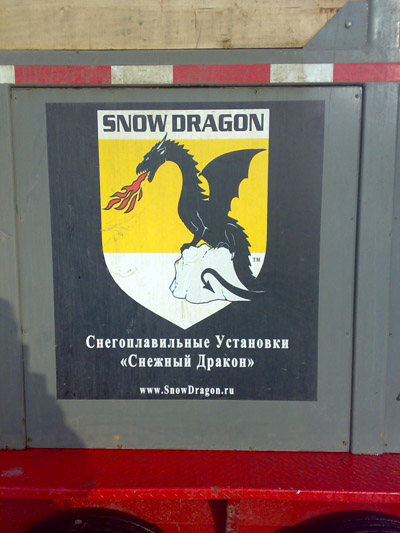 SNOW DRAGON
TM
Снегоплавильные Установки
«Снежный Дракон»
www.SnowDragon.ru